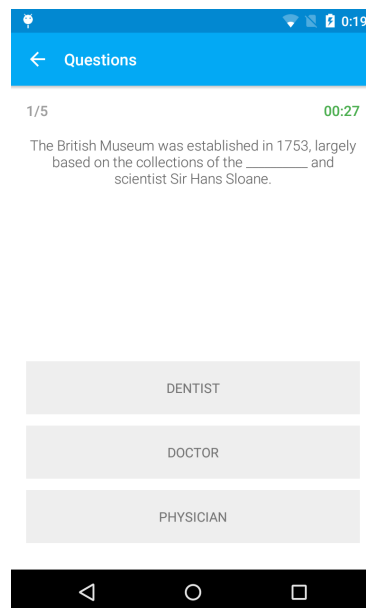 0:19
Questions
1/5 00:27
The British Museum was established in 1753, largely
based on the collections of the _________ and
scientist Sir Hans Sloane.
DENTIST
DOCTOR
PHYSICIAN